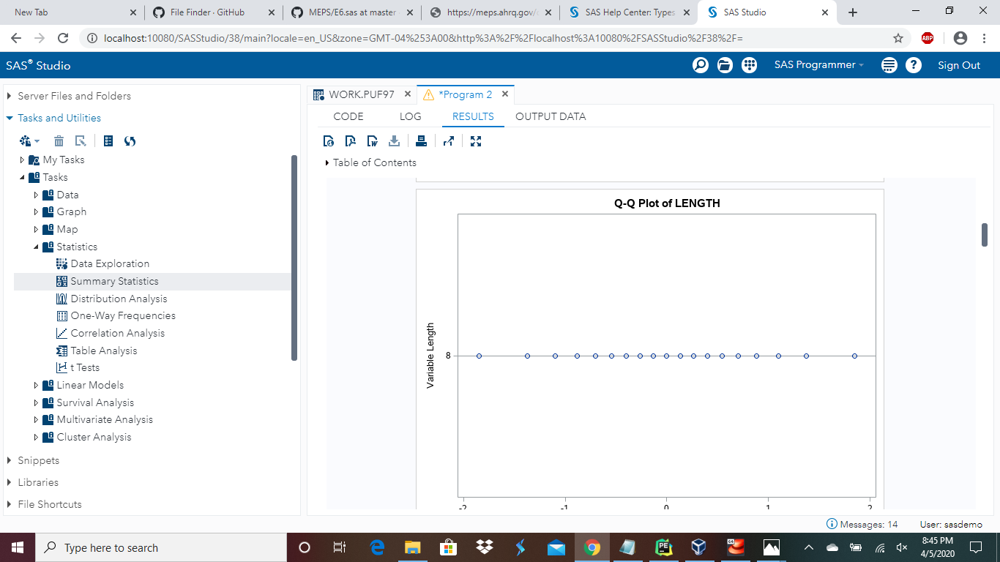 New Tab
File Finder · GitHub
MEPS/E6.sas at master
https://meps.ahrq.gov/
SAS Help Center: Types
SAS Studio
localhost:10080/SASStudio/38/main?locale=en_US&zone=GMT-04%253A00&http%3A%2F%2Flocalhost%3A10080%2FSASStudio%2F38%2F=
ABP
SAS® Studio
SAS Programmer
?
Sign Out
Server Files and Folders
Tasks and Utilities
My Tasks
Tasks
Data
Graph
Map
Statistics
Data Exploration
Summary Statistics
Distribution Analysis
One-Way Frequencies
Correlation Analysis
Table Analysis
t Tests
Linear Models
Survival Analysis
Multivariate Analysis
Cluster Analysis
Snippets
Libraries
File Shortcuts
WORK.PUF97
*Program 2
CODE LOG RESULTS OUTPUT DATA
Table of Contents
Q-Q Plot of LENGTH
Variable Length
8
-2 -1 0 1 2
Messages: 14
User: sasdemo
Type here to search
PE
8:45 PM
4/5/2020